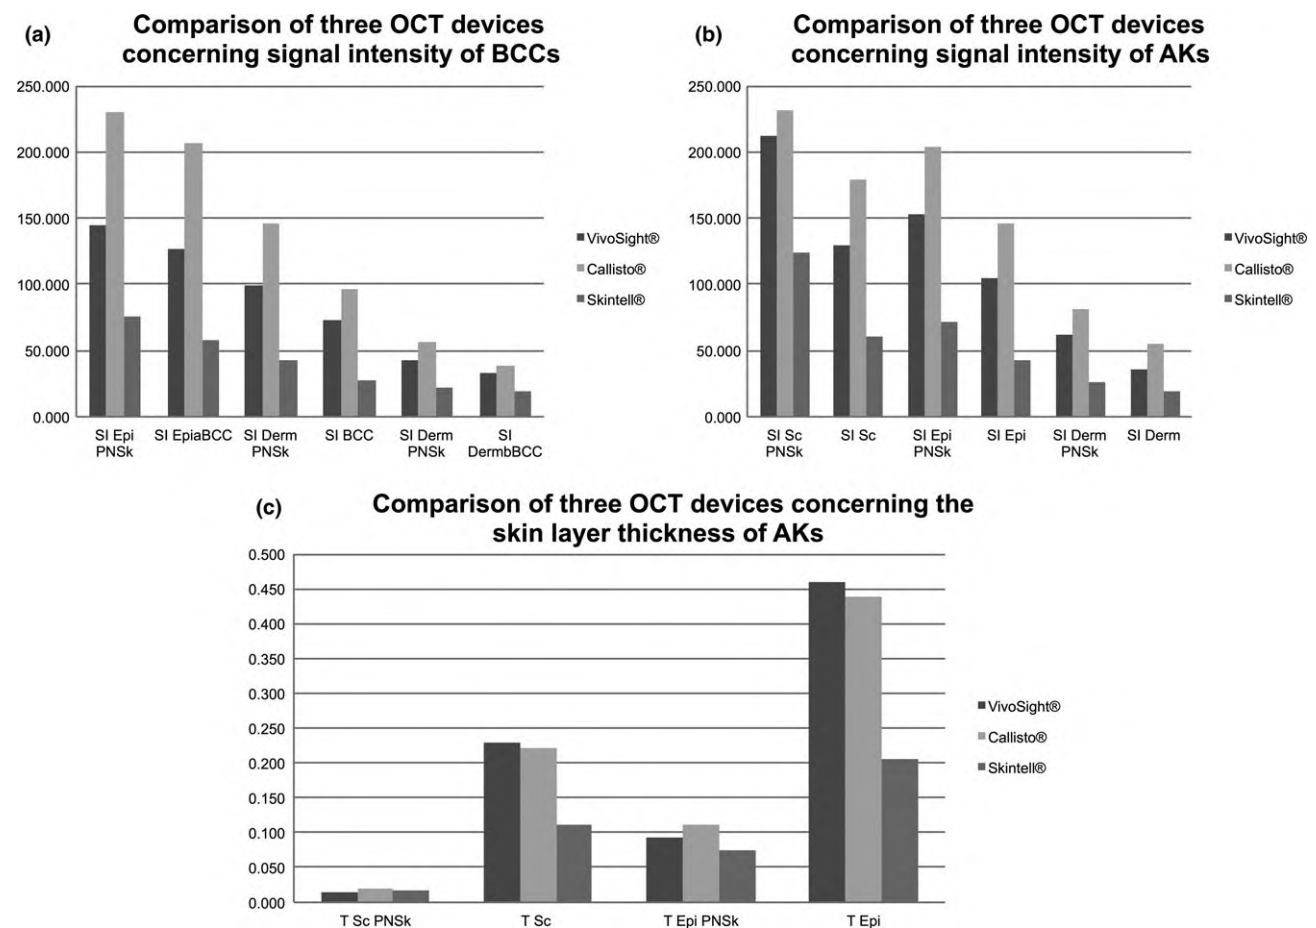 (a)
Comparison of three OCT devices
concerning signal intensity of BCCs
250.000
200.000
150.000
100.000
50.000
0.000
SI Epi
PNSk
SI EpiaBCC
SI Derm
PNSk
SI BCC
SI Derm
PNSk
SI
DermbBCC
VivoSight®
Callisto®
Skintell®
(b)
Comparison of three OCT devices
concerning signal intensity of AKs
250.000
200.000
150.000
100.000
50.000
0.000
SI Sc
PNSk
SI Sc
SI Epi
PNSk
SI Epi
SI Derm
PNSk
SI Derm
VivoSight®
Callisto®
Skintell®
(c)
Comparison of three OCT devices concerning the
skin layer thickness of AKs
0.500
0.450
0.400
0.350
0.300
0.250
0.200
0.150
0.100
0.050
0.000
T Sc PNSk
T Sc
T Epi PNSk
T Epi
VivoSight®
Callisto®
Skintell®